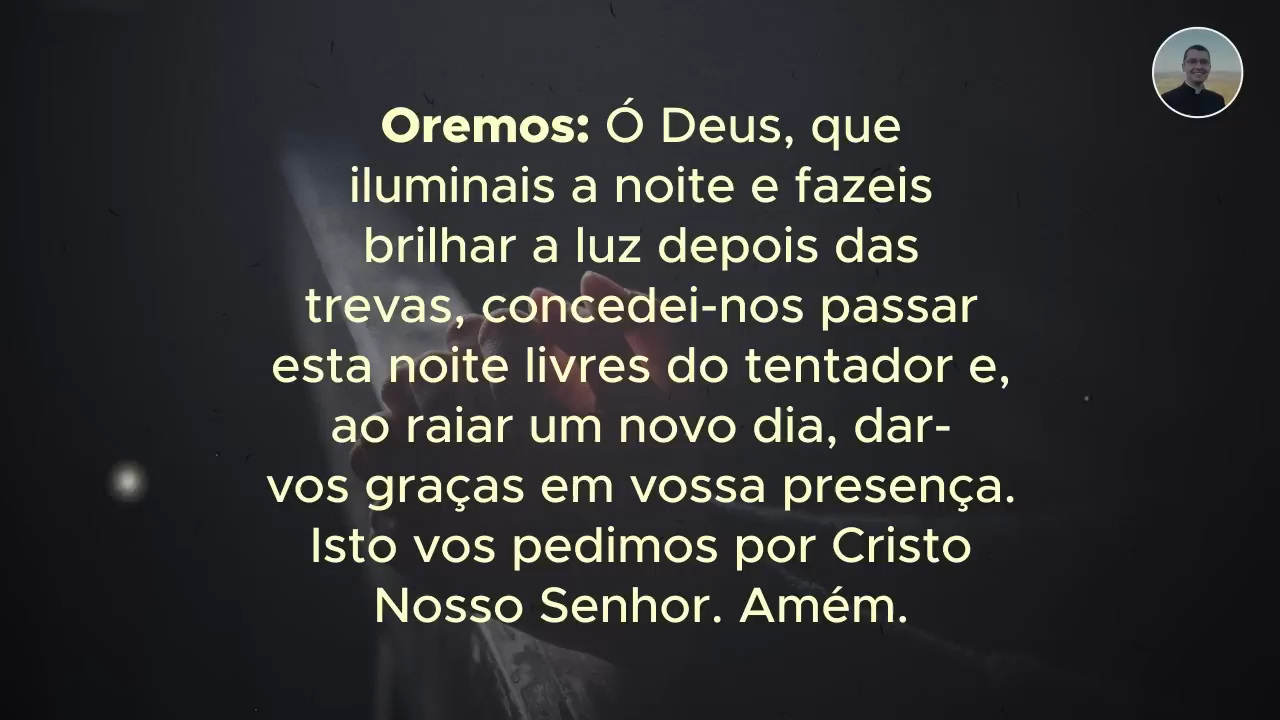 Oremos: Ó Deus, que
iluminais a noite e fazeis
brilhar a luz depois das
trevas, concedei-nos passar
esta noite livres do tentador e,
ao raiar um novo dia, dar-
vos graças em vossa presença.
Isto vos pedimos por Cristo
Nosso Senhor. Amém.